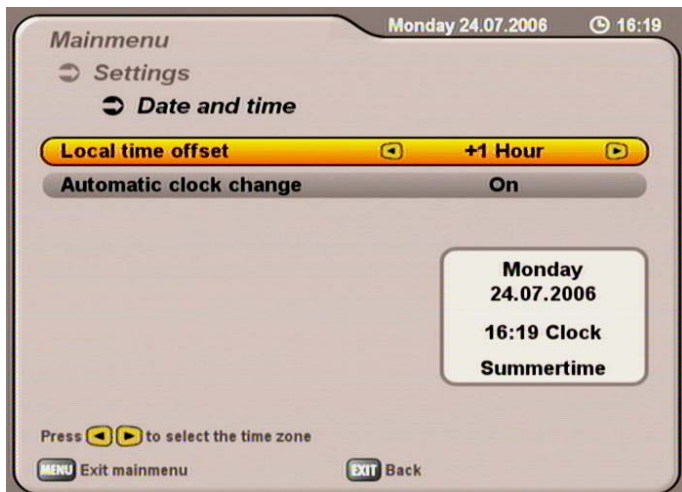 Monday 24.07.2006 16:19
Mainmenu
Settings
Date and time
Local time offset +1 Hour
Automatic clock change On
Monday
24.07.2006
16:19 Clock
Summertime
Press to select the time zone
MENU Exit mainmenu EXIT Back